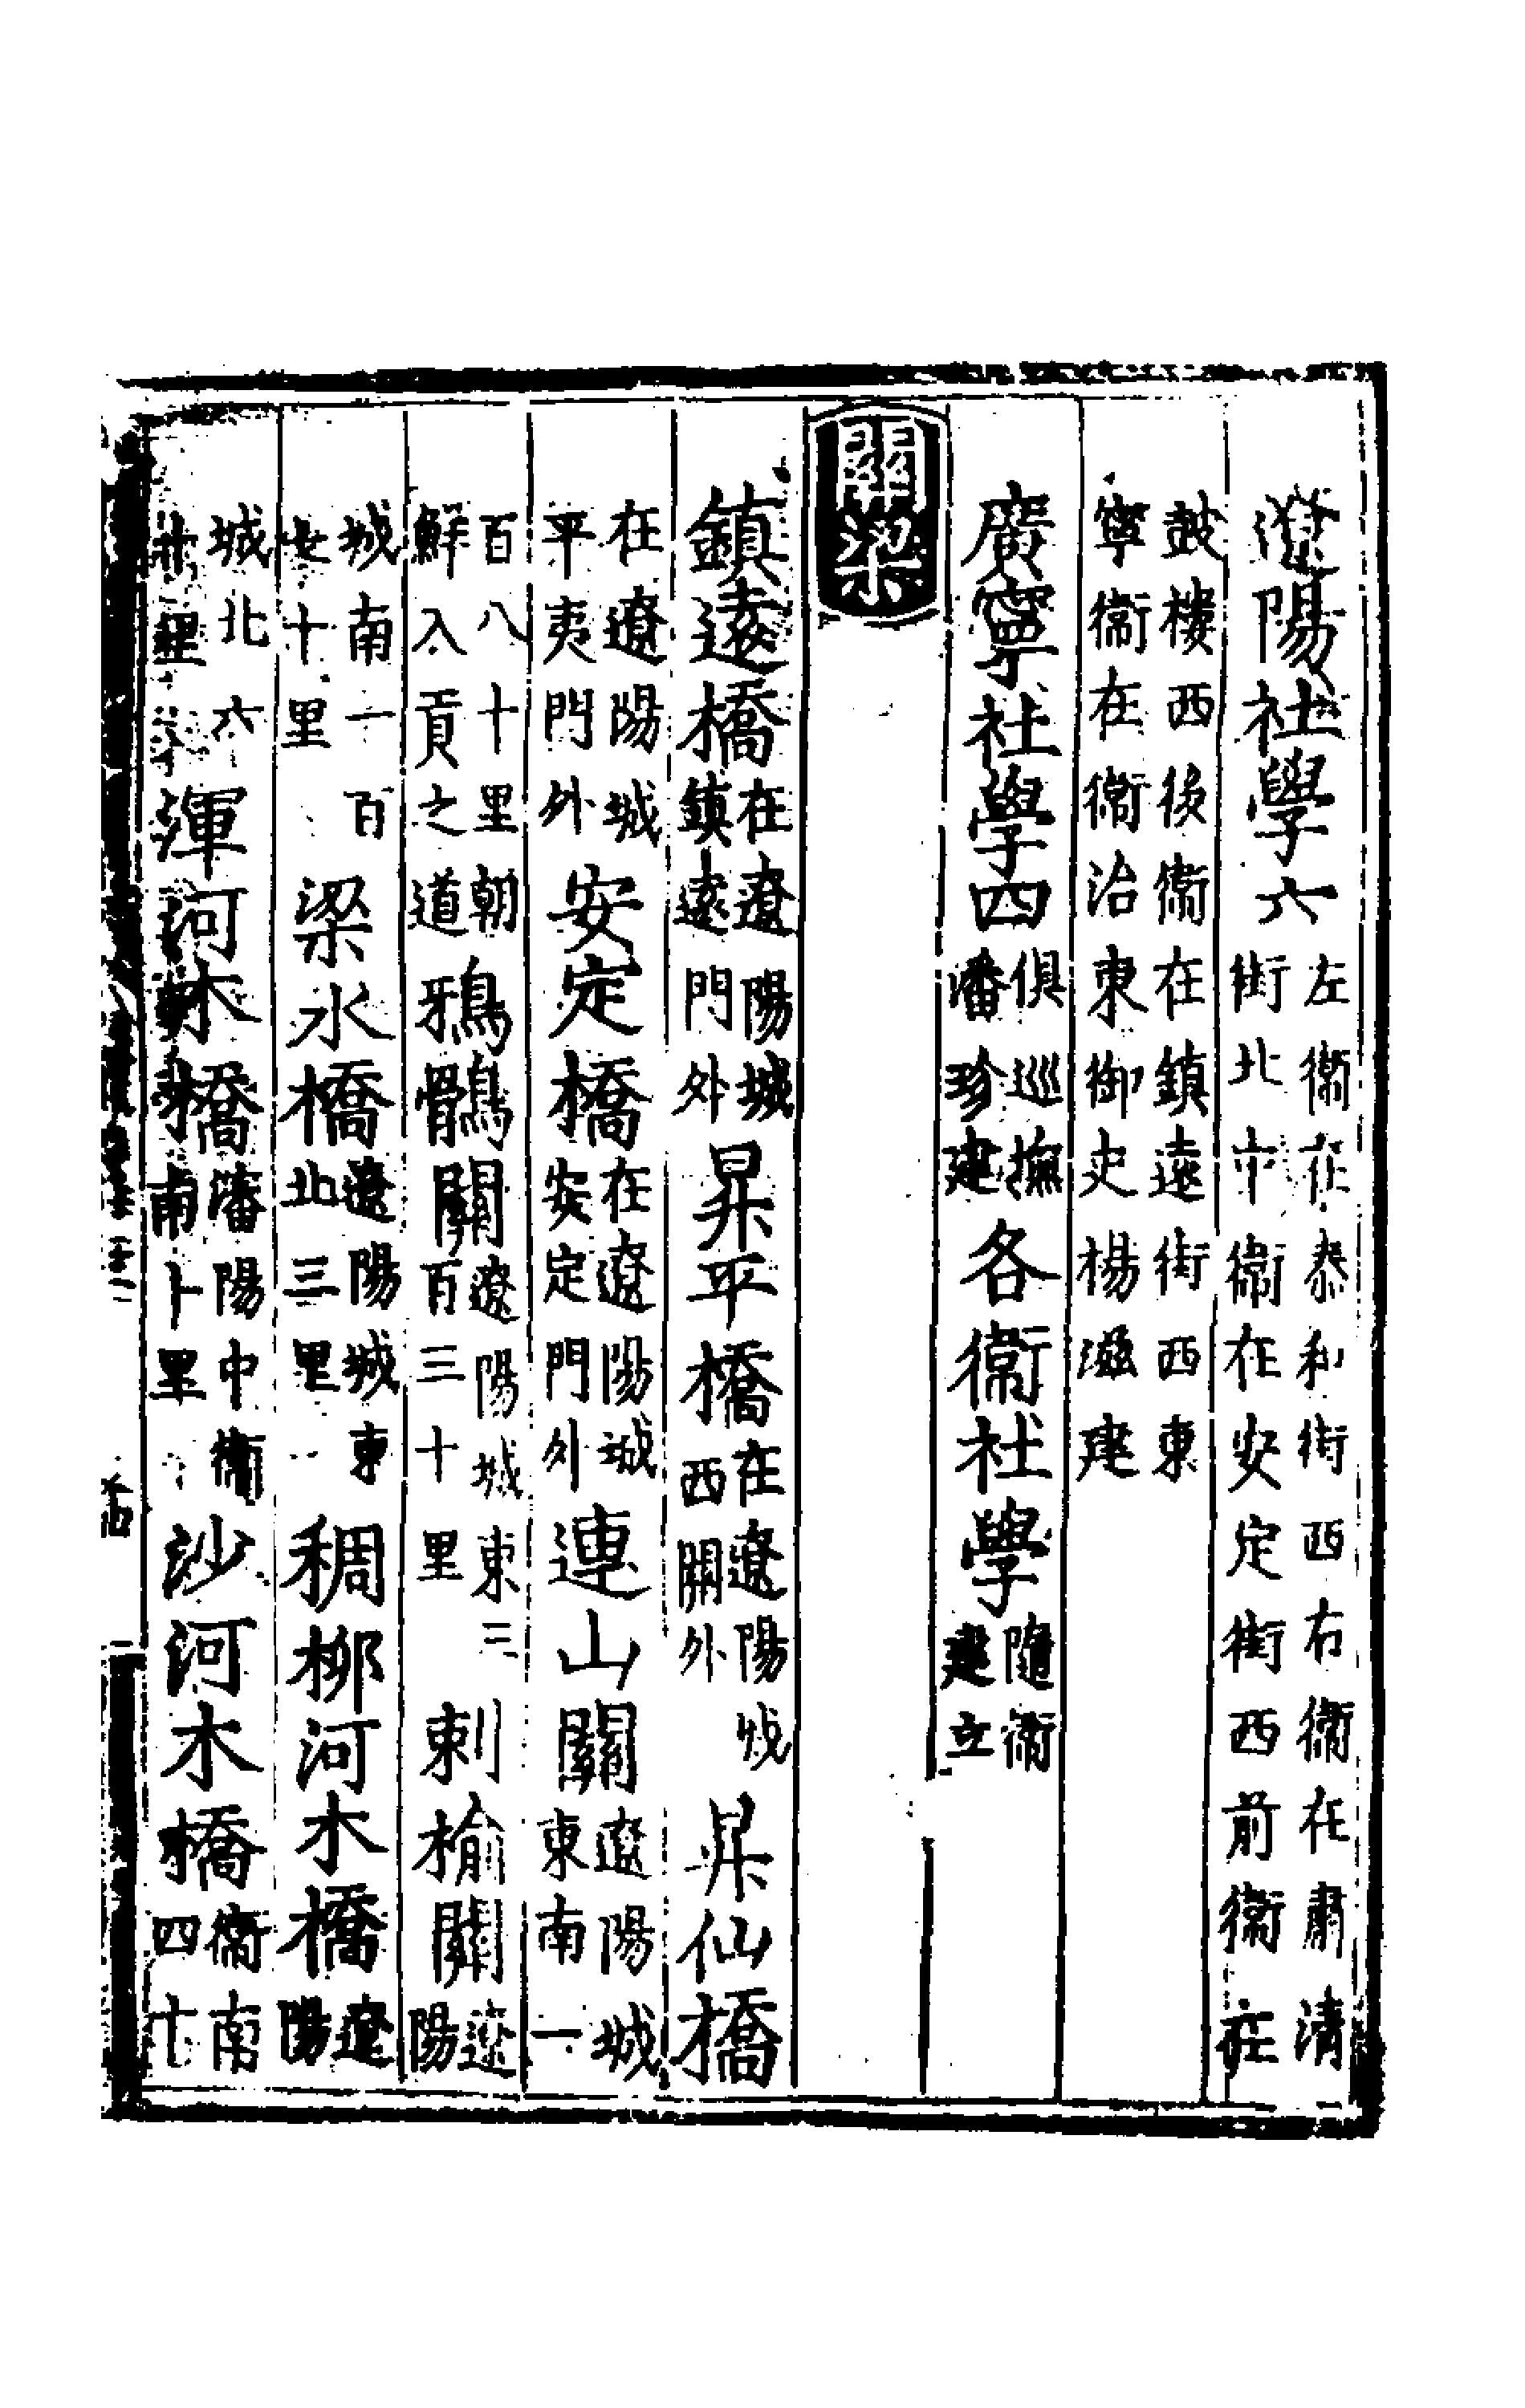 遼陽社學六左衛在泰利街西右衛在肅清
街北中衛在安定街西前衛在
鼓樓西後衛在鎮遠街西東
寧衛在衛治東御史楊滋建
廣寧社學四俱巡撫
潘珍建各衛社學隨衛
建立
關梁
鎮遠橋在遼陽城
鎮遠門外昇平橋在遼陽城
西關外昇仙橋
在遼陽城
平夷門外安定橋在遼陽城
安定門外連山關遼陽城
東南一
百八十里朝
鮮入貢之道鴉鶻關遼陽城東三
百三十里刺榆關遼
陽
城南一百
七十里梁水橋遼陽城東
北三里稠柳河木橋遼
陽
城北六
十里渾河木橋瀋陽中衛
南十里沙河木橋衛南
四十